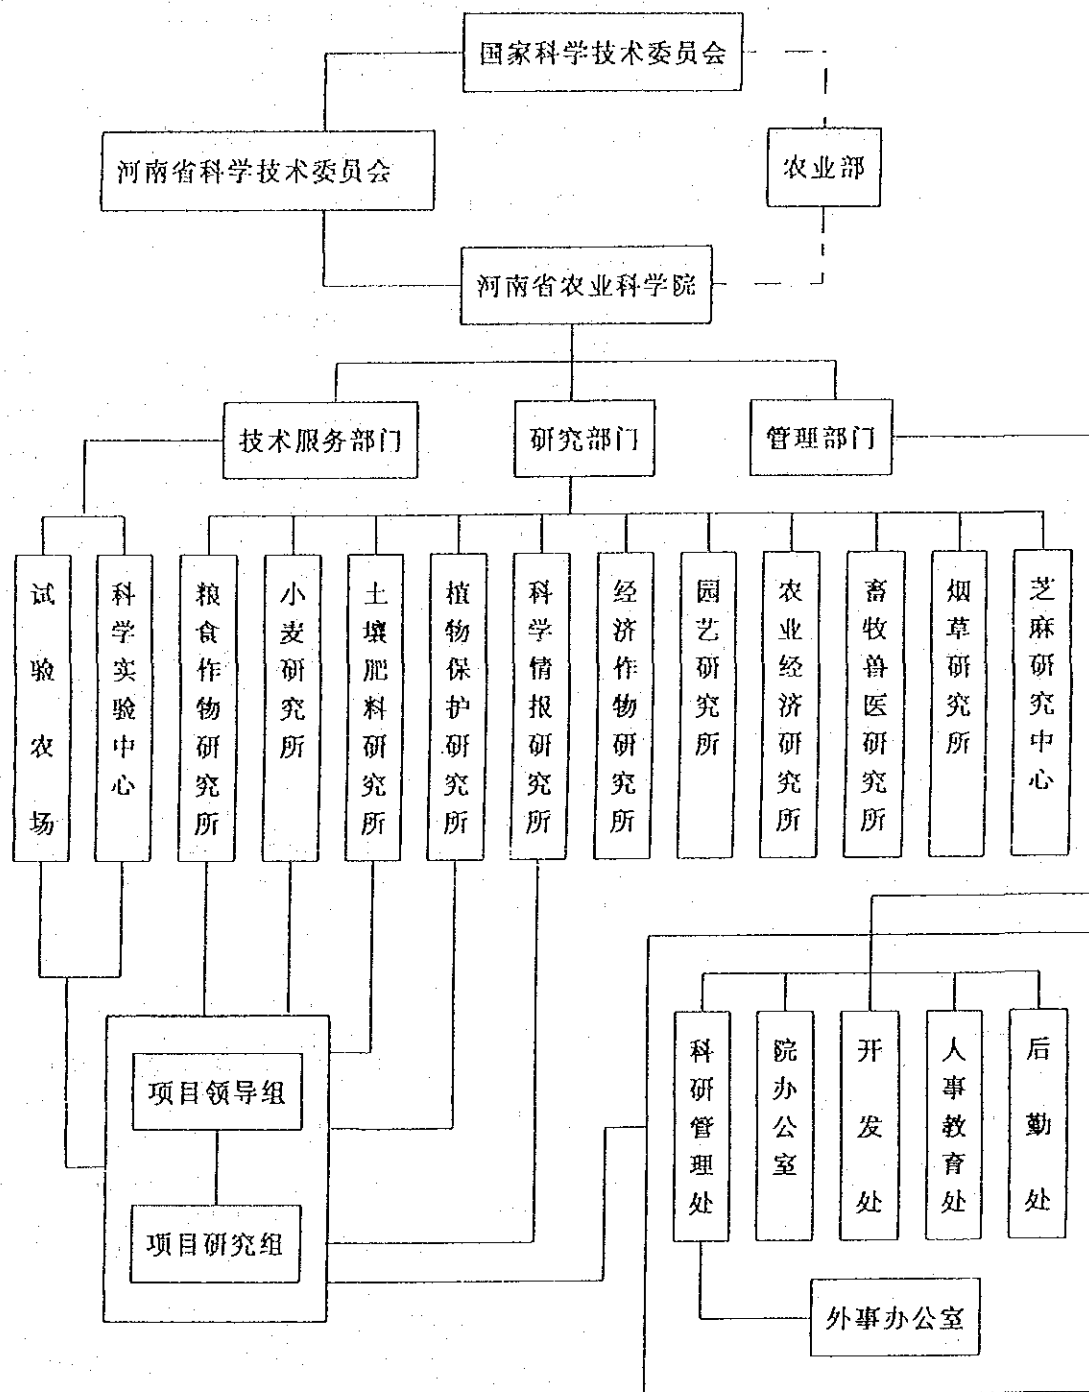 国家科学技术委员会
河南省科学技术委员会
农业部
河南省农业科学院
技术服务部门
研究部门
管理部门
试验农场
科学实验中心
粮食作物研究所
小麦研究所
土壤肥料研究所
植物保护研究所
科学情报研究所
经济作物研究所
园艺研究所
农业经济研究所
畜牧兽医研究所
烟草研究所
芝麻研究中心
项目领导组
项目研究组
科研管理处
院办公室
开发处
人事教育处
后勤处
外事办公室